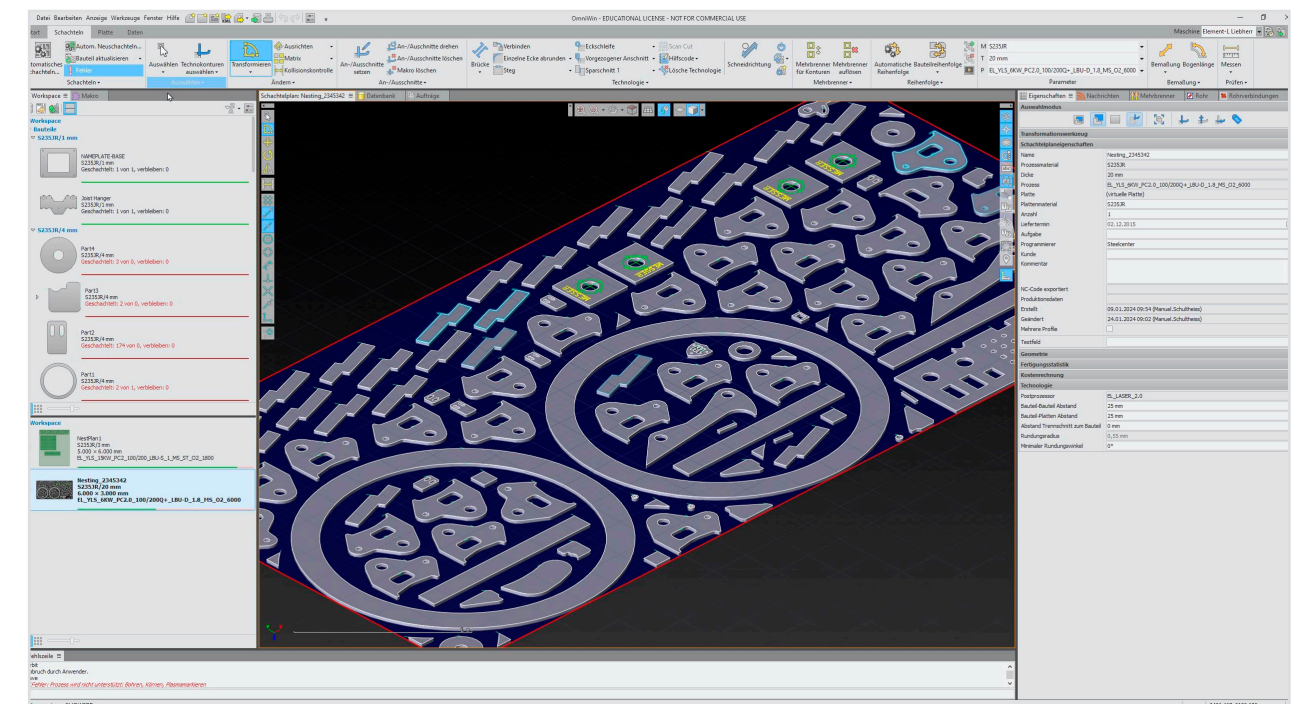 Datei Bearbeiten Anzeige Werkzeuge Fenster Hilfe
OmniWin - EDUCATIONAL LICENSE - NOT FOR COMMERCIAL USE
Schachteln Platte Daten
Maschine Element-L Liebherr
Autom. Neuschachteln...
Bauteil aktualisieren
Fehler
Schachteln
Auswählen Technokonturen
auswählen
Transformieren
Ausrichten
Matrix
Kollisionskontrolle
Ändern
An-/Ausschnitte
setzen
An-/Ausschnitte drehen
An-/Ausschnitte löschen
Makro löschen
An-/Ausschnitte
Brücke
Verbinden
Einzelne Ecke abrunden
Steg
Eckschleife
Vorgezogener Anschnitt
Sparschnitt 1
Scan-Cut
Hilfscode
Lösche Technologie
Technologie
Schneidrichtung
Mehrbrenner Mehrbrenner
für Konturen auflösen
Mehrbrenner
Automatische Bauteilreihenfolge
Reihenfolge
Reihenfolge
M S235JR
T 20 mm
P EL_YLS_6KW_PC2.0_100/200Q+_LBU-D_1.8_MS_O2_6000
Parameter
Bemaßung Bogenlänge
Bemaßung
Messen
Prüfen
Workspace Makro
Workspace
Bauteile
S235JR/1 mm
NAMEPLATE-BASE
S235JR/1 mm
Geschachtelt: 1 von 1, verbleiben: 0
Joist Hanger
S235JR/1 mm
Geschachtelt: 1 von 1, verbleiben: 0
S235JR/4 mm
Part4
S235JR/4 mm
Geschachtelt: 3 von 0, verbleiben: 0
Part3
S235JR/4 mm
Geschachtelt: 2 von 0, verbleiben: 0
Part2
S235JR/4 mm
Geschachtelt: 174 von 0, verbleiben: 0
Part1
S235JR/4 mm
Geschachtelt: 2 von 1, verbleiben: 0
Workspace
NestPlan1
S235JR/3 mm
5.000 × 6.000 mm
EL_YLS_15KW_PC2_100/200_LBU-S_1_MS_ST_O2_1800
Nesting_2345342
S235JR/20 mm
6.000 × 3.000 mm
EL_YLS_6KW_PC2.0_100/200Q+_LBU-D_1.8_MS_O2_6000
Schachtelplan: Nesting_2345342 Datenbank Aufträge
MESSER
MESSER
MESSER
MESSER
Eigenschaften Nachrichten Mehrbrenner Rohr Rohrverbindungen
Auswahlmodus
Transformationswerkzeug
Schachtelplaneigenschaften
Name Nesting_2345342
Prozessmaterial S235JR
Dicke 20 mm
Prozess EL_YLS_6KW_PC2.0_100/200Q+_LBU-D_1.8_MS_O2_6000
Platte (virtuelle Platte)
Plattenmaterial S235JR
Anzahl 1
Liefertermin 02.12.2015
Aufgabe
Programmierer Steelcenter
Kunde
Kommentar
NC-Code exportiert
Produktionsdaten
Erstellt 09.01.2024 09:54 (Manuel.Schultheiss)
Geändert 24.01.2024 09:02 (Manuel.Schultheiss)
Mehrere Profile
Testfeld
Geometrie
Fertigungsstatistik
Kostenrechnung
Technologie
Postprozessor EL_LASER_2.0
Bauteil-Bauteil Abstand 25 mm
Bauteil-Platten Abstand 25 mm
Abstand Trennschnitt zum Bauteil 0 mm
Rundungsradius 0,55 mm
Minimaler Rundungswinkel 0°
Fehler: Prozess wird nicht unterstützt: Bohren, Körnen, Plasmamarkieren